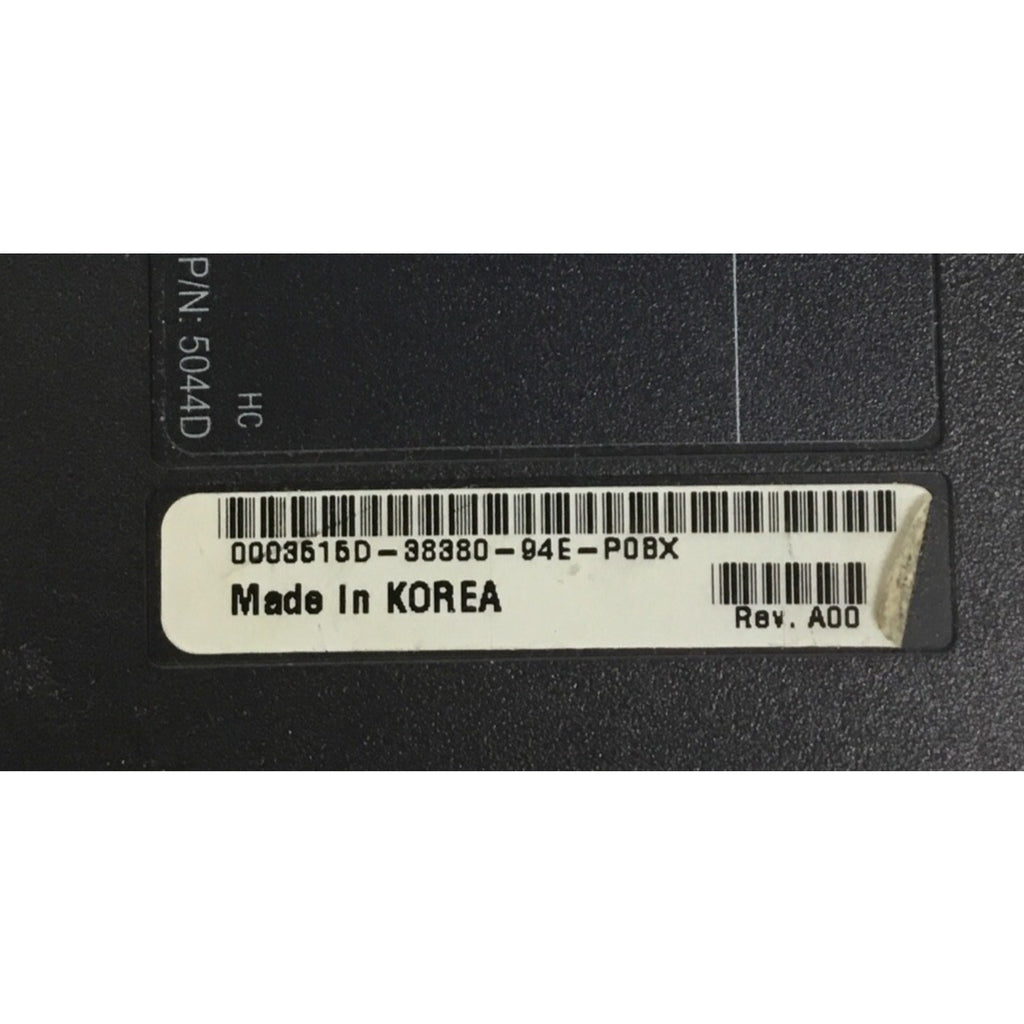 P/N: 5044D
HC
0003515D-38380-94E-P0BX
Made In KOREA
Rev. A00